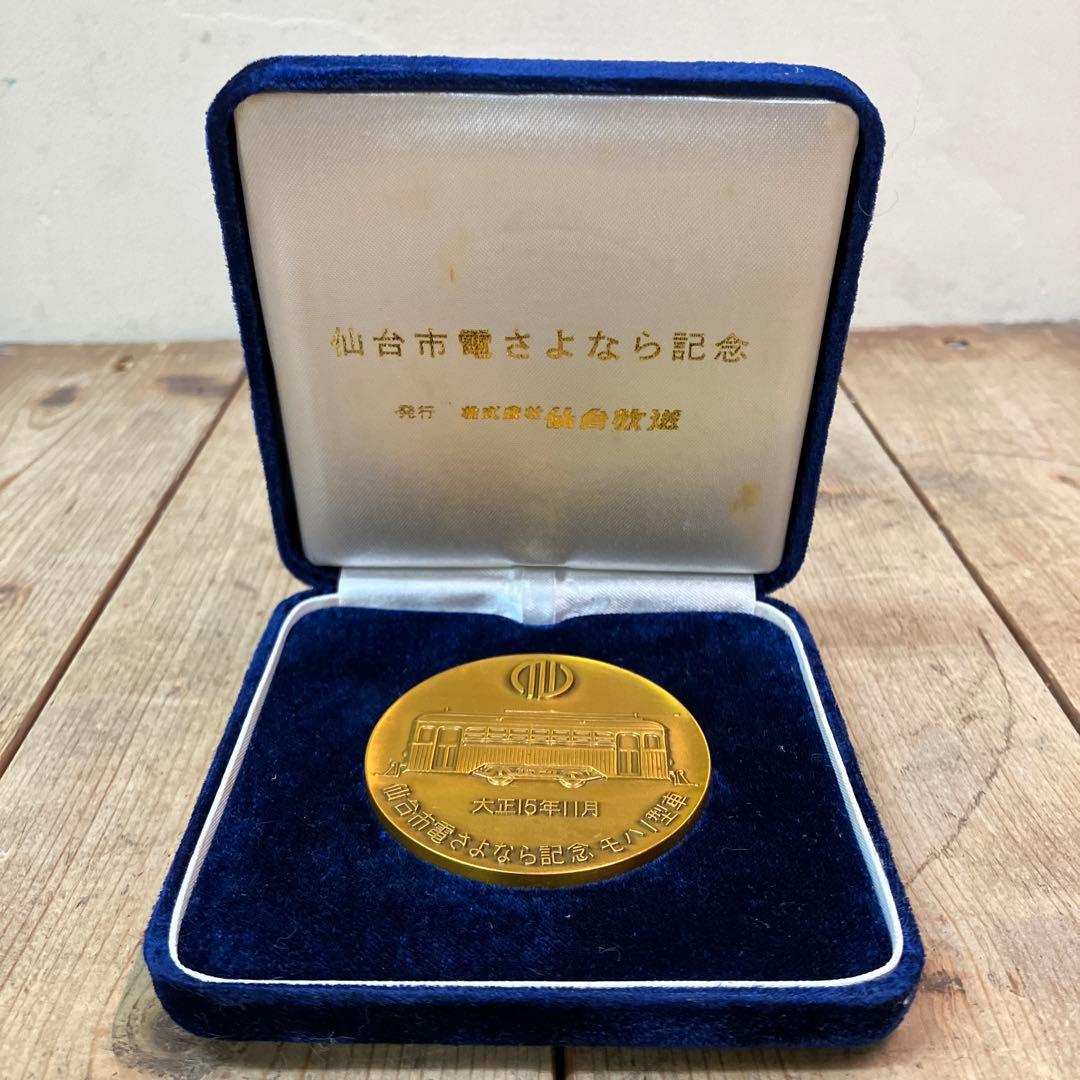 仙台市電さよなら記念
発行 株式会社仙台放送
大正15年11月
仙台市電さよなら記念 モハ1型車